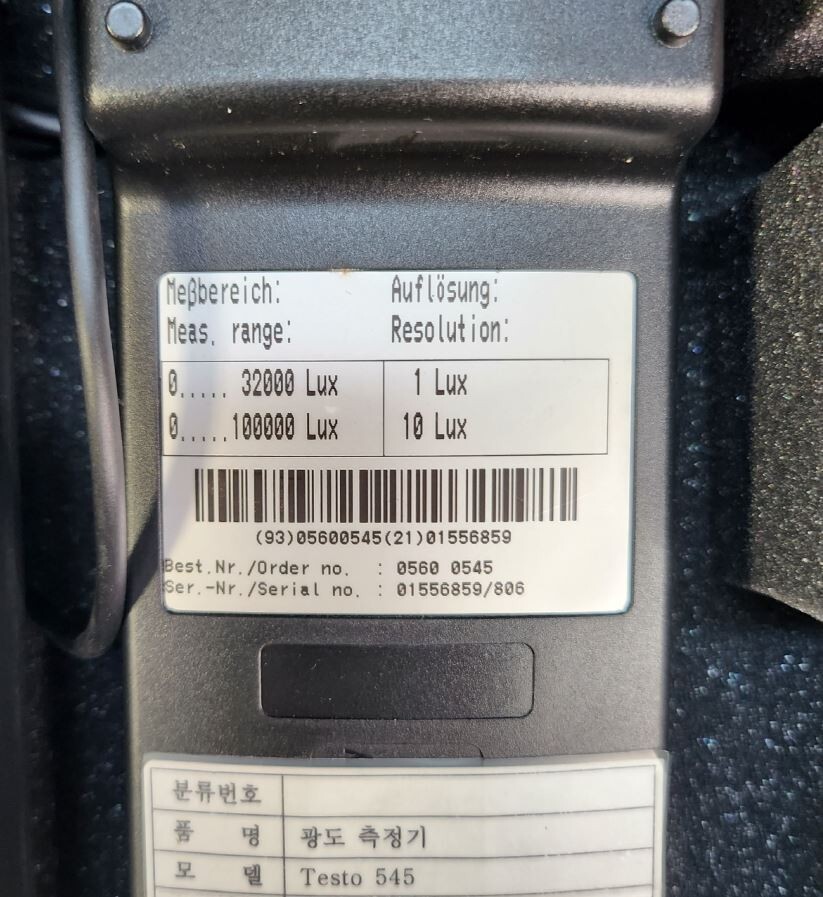 Meßbereich: Auflösung:
Meas. range: Resolution:
0..... 32000 Lux 1 Lux
0.....100000 Lux 10 Lux
(93)05600545(21)01556859
Best.Nr./Order no. : 0560 0545
Ser.-Nr./Serial no. : 01556859/806
분류번호
품 명 광도 측정기
모 델 Testo 545